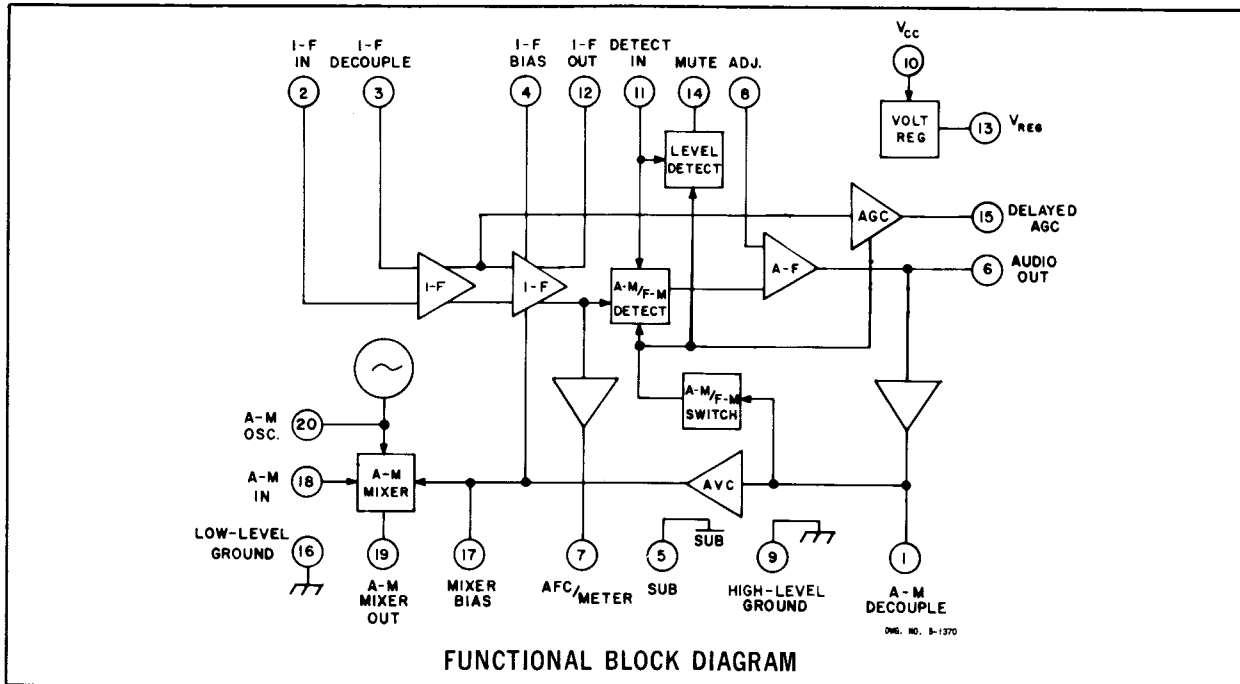 I-F
IN
2
I-F
DECOUPLE
3
I-F
BIAS
4
I-F
OUT
12
DETECT
IN
11
MUTE
14
ADJ.
8
VCC
10
VOLT
REG
13
VREG
LEVEL
DETECT
AGC
15
DELAYED
AGC
A-F
6
AUDIO
OUT
I-F
I-F
A-M/F-M
DETECT
A-M/F-M
SWITCH
A-M
OSC.
20
A-M
IN
18
A-M
MIXER
AVC
LOW-LEVEL
GROUND
16
19
A-M
MIXER
OUT
17
MIXER
BIAS
7
AFC/METER
5
SUB
SUB
9
HIGH-LEVEL
GROUND
1
A-M
DECOUPLE
DWG. NO. B-1370
FUNCTIONAL BLOCK DIAGRAM